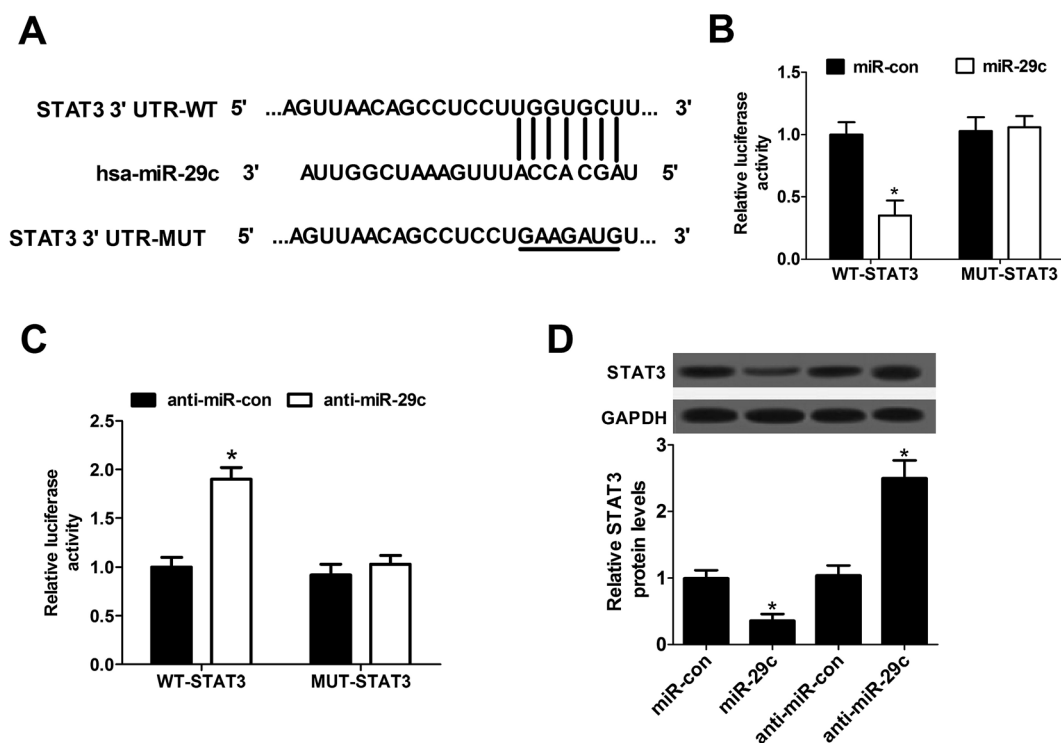 A
STAT3 3' UTR-WT 5' ...AGUUAACAGCCUCCUUGGUGCUU... 3'
hsa-miR-29c 3' AUUGGCUAAAGUUUACCACGAU 5'
STAT3 3' UTR-MUT 5' ...AGUUAACAGCCUCCUGAAGAUGU... 3'
B
miR-con miR-29c
Relative luciferase
activity
1.5
1.0
0.5
0.0
*
WT-STAT3 MUT-STAT3
C
anti-miR-con anti-miR-29c
Relative luciferase
activity
2.5
2.0
1.5
1.0
0.5
0.0
*
WT-STAT3 MUT-STAT3
D
STAT3
GAPDH
Relative STAT3
protein levels
3
2
1
0
*
*
miR-con
miR-29c
anti-miR-con
anti-miR-29c